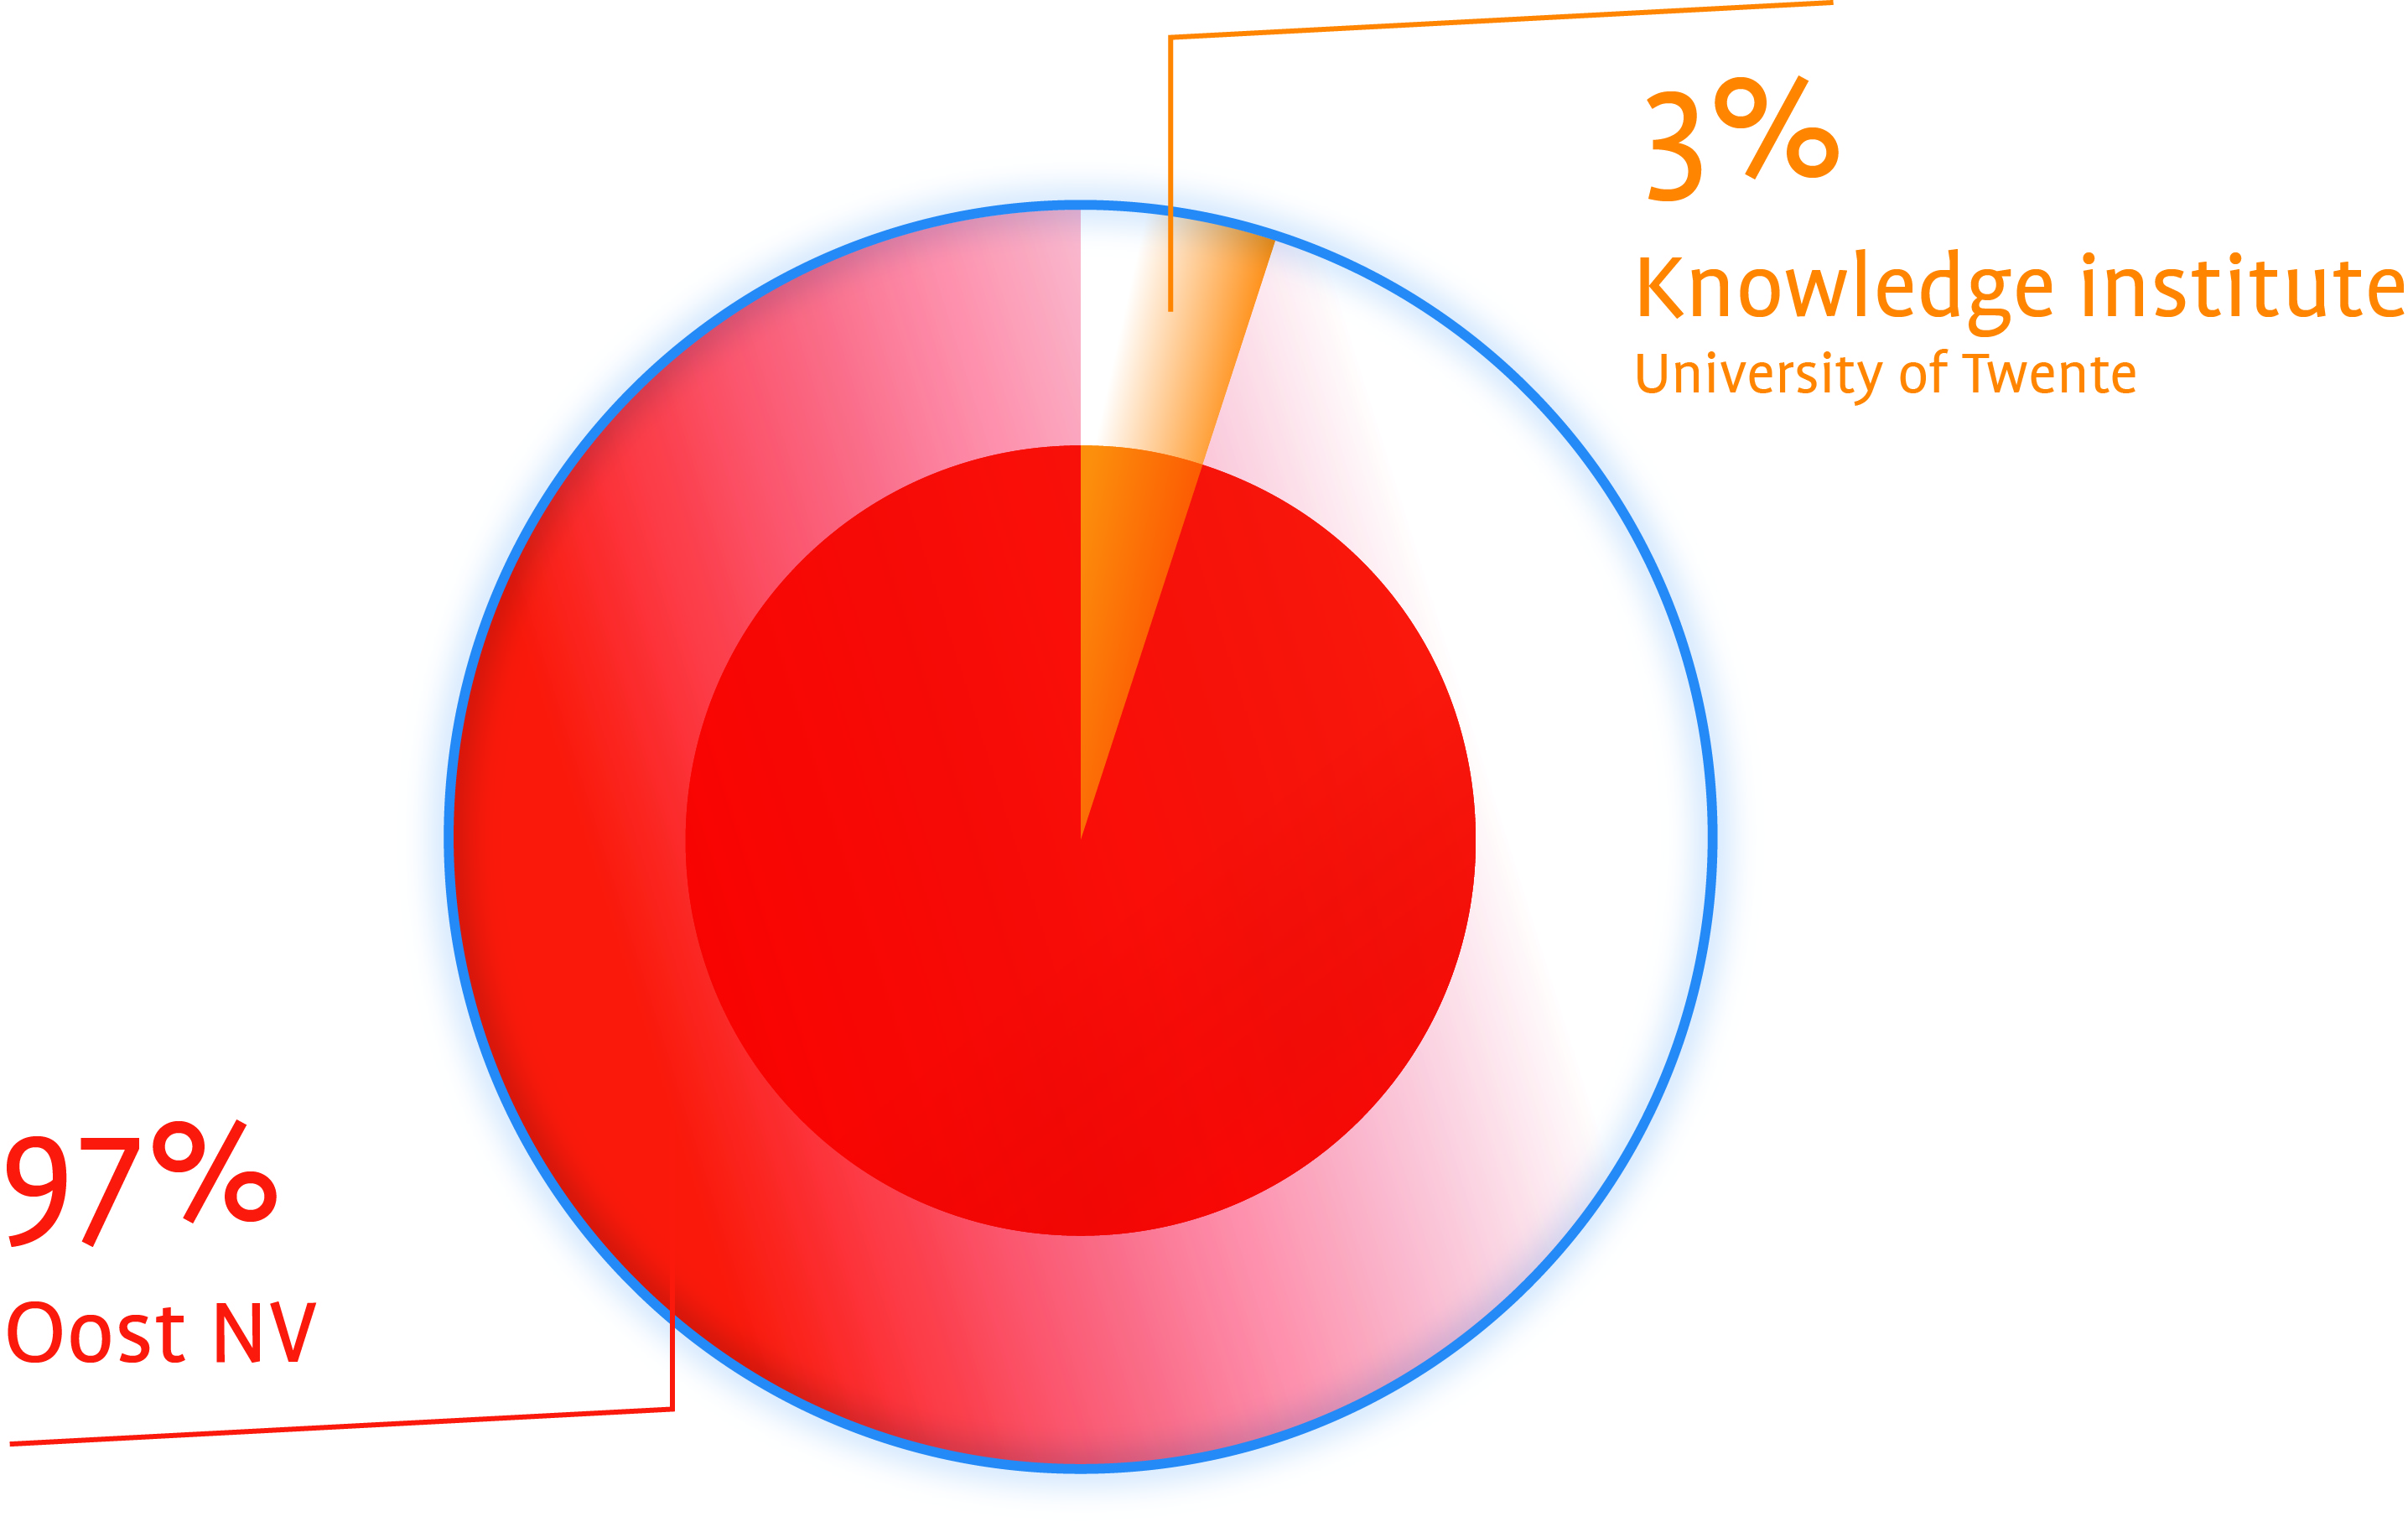 3%
Knowledge institute
University of Twente
97%
Oost NV